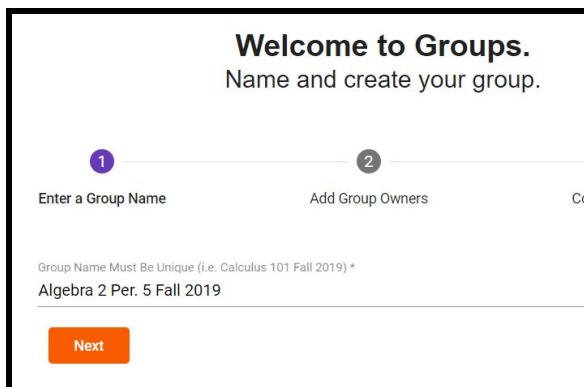 Welcome to Groups.
Name and create your group.
1
2
Enter a Group Name
Add Group Owners
Group Name Must Be Unique (i.e. Calculus 101 Fall 2019) *
Algebra 2 Per. 5 Fall 2019
Next